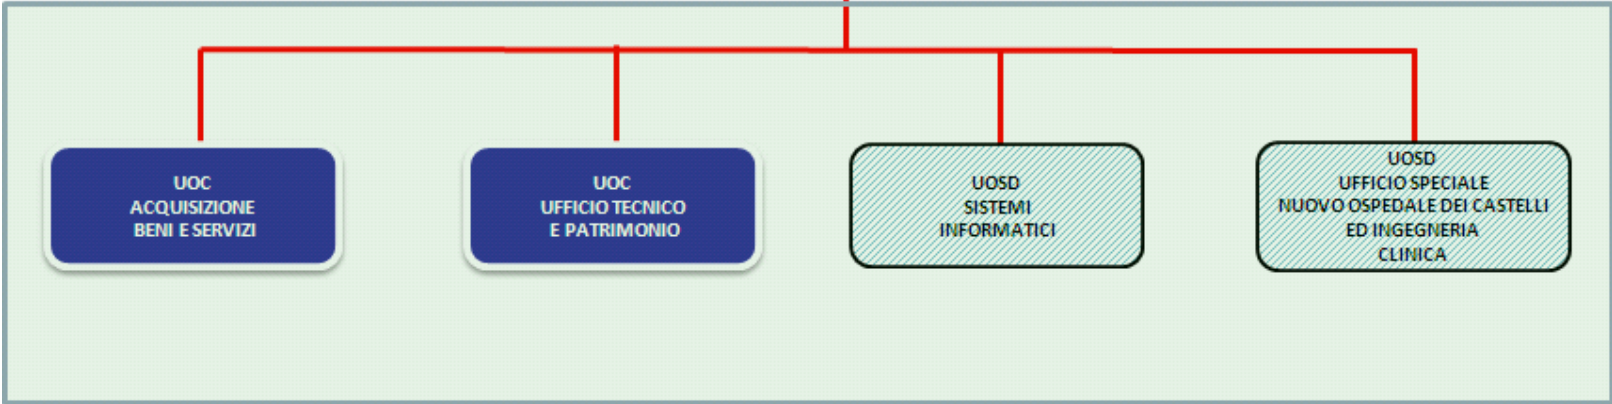 UOC
ACQUISIZIONE
BENI E SERVIZI
UOC
UFFICIO TECNICO
E PATRIMONIO
UOSD
SISTEMI
INFORMATICI
UOSD
UFFICIO SPECIALE
NUOVO OSPEDALE DEI CASTELLI
ED INGEGNERIA
CLINICA